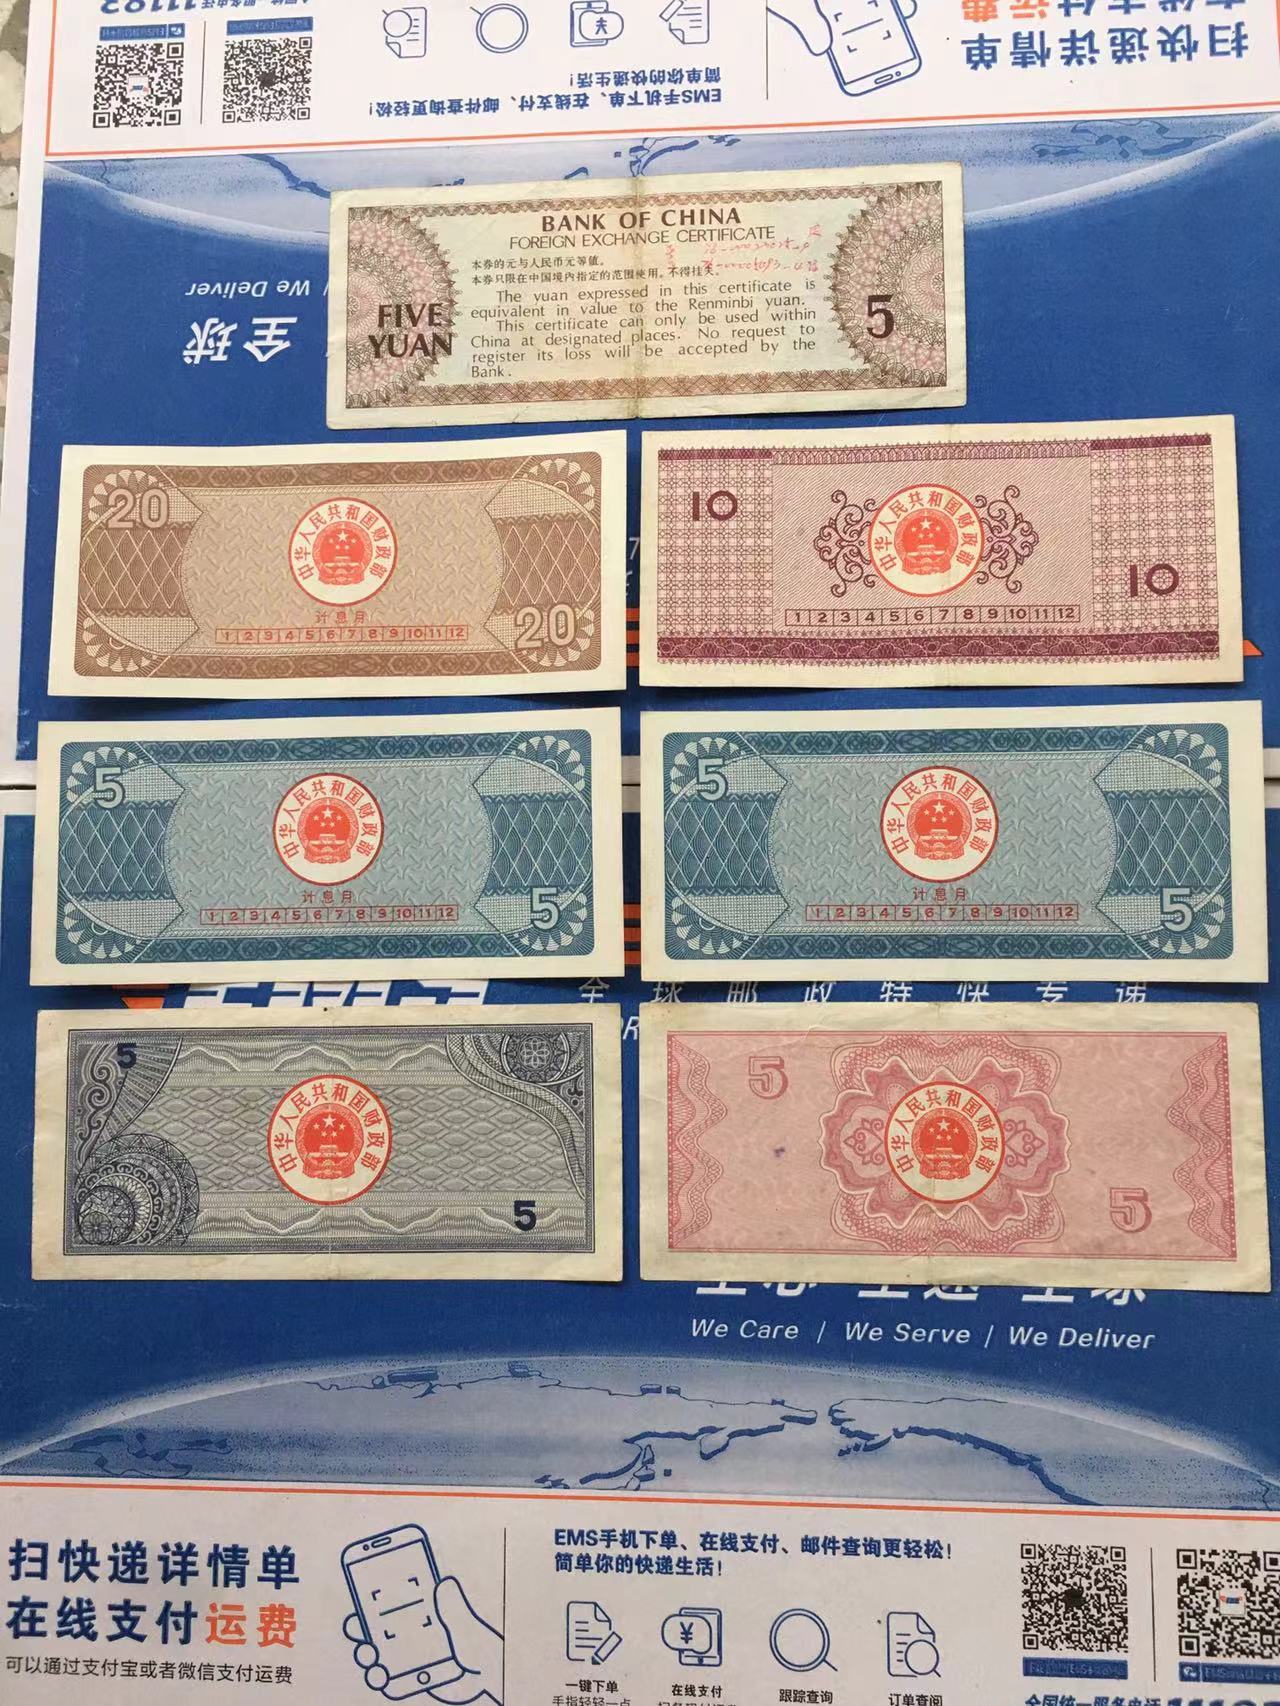 扫快递详情单
在线支付运费
EMS手机下单、在线支付、邮件查询更轻松！
简单你的快递生活！
11183
We Deliver
全球
BANK OF CHINA
FOREIGN EXCHANGE CERTIFICATE
本券的元与人民币元等值。
本券只限在中国境内指定的范围使用。不得挂失。
The yuan expressed in this certificate is
equivalent in value to the Renminbi yuan.
This certificate can only be used within
China at designated places. No request to
register its loss will be accepted by the
Bank.
FIVE
YUAN
5
20
中华人民共和国财政部
计息月
1 2 3 4 5 6 7 8 9 10 11 12
20
10
中华人民共和国财政部
10
1 2 3 4 5 6 7 8 9 10 11 12
5
中华人民共和国财政部
计息月
1 2 3 4 5 6 7 8 9 10 11 12
5
5
中华人民共和国财政部
计息月
1 2 3 4 5 6 7 8 9 10 11 12
5
全球邮政特快专递
5
中华人民共和国财政部
5
5
中华人民共和国财政部
5
We Care / We Serve / We Deliver
扫快递详情单
在线支付运费
可以通过支付宝或者微信支付运费
EMS手机下单、在线支付、邮件查询更轻松！
简单你的快递生活！
一键下单
手指轻轻一点
在线支付
跟踪查询
订单查阅